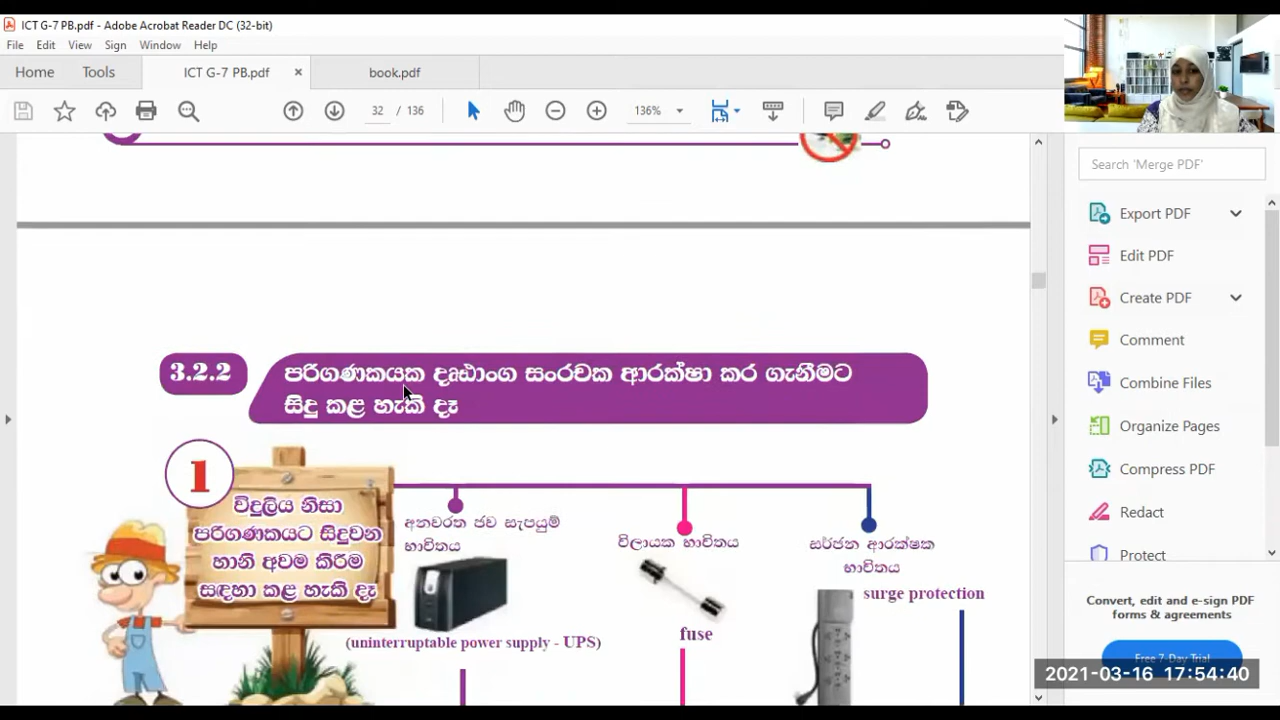 ICT G-7 PB.pdf - Adobe Acrobat Reader DC (32-bit)
File Edit View Sign Window Help
Home Tools ICT G-7 PB.pdf × book.pdf
32 136 136%
Search 'Merge PDF'
Export PDF
Edit PDF
Create PDF
Comment
Combine Files
Organize Pages
Compress PDF
Redact
Protect
Convert, edit and e-sign PDF
forms & agreements
Free 7-Day Trial
3.2.2 පරිගණකයක දෘඪාංග සංරචක ආරක්ෂා කර ගැනීමට
සිදු කළ හැකි දෑ
1
විදුලිය නිසා
පරිගණකයට සිදුවන
හානි අවම කිරීම
සඳහා කළ හැකි දෑ
අනවරත ජව සැපයුම්
භාවිතය
(uninterruptable power supply - UPS)
විලායක භාවිතය
fuse
සර්ජන ආරක්ෂක
භාවිතය
surge protection
2021-03-16 17:54:40